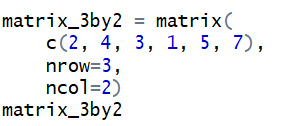 matrix_3by2 = matrix(
    c(2, 4, 3, 1, 5, 7),
    nrow=3,
    ncol=2)
matrix_3by2